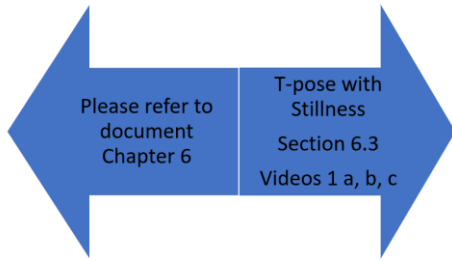 Please refer to
document
Chapter 6
T-pose with
Stillness
Section 6.3
Videos 1 a, b, c